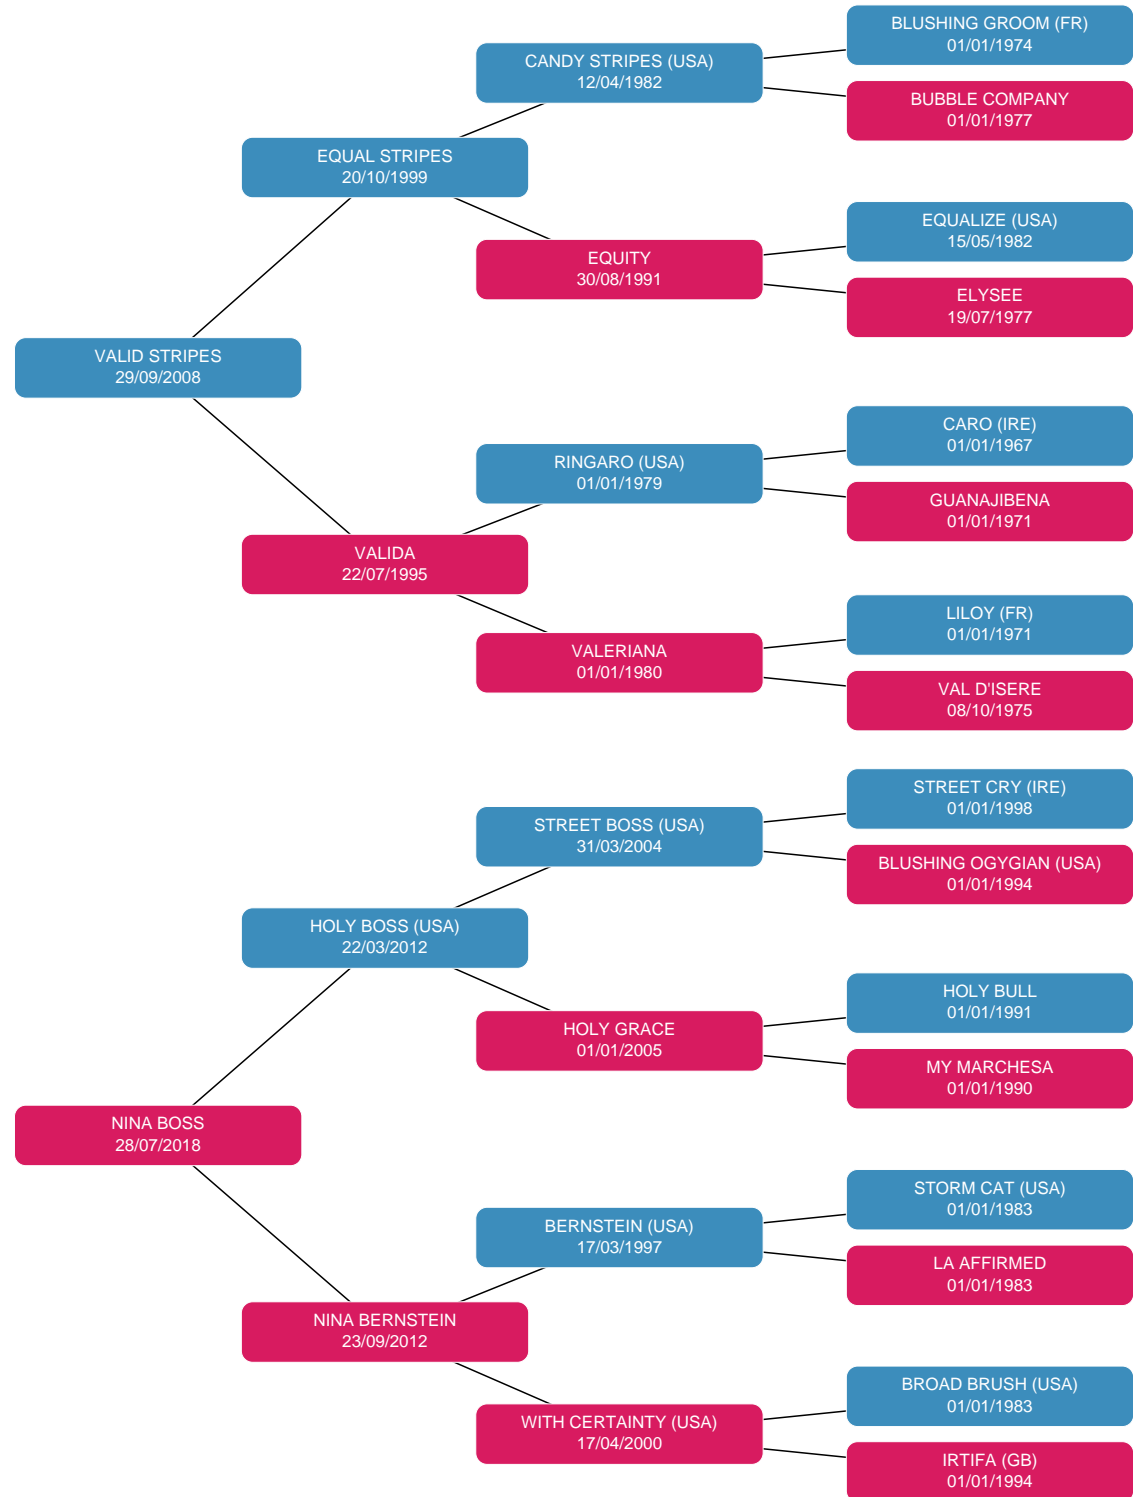 BLUSHING GROOM (FR)
01/01/1974
CANDY STRIPES (USA)
12/04/1982
BUBBLE COMPANY
01/01/1977
EQUAL STRIPES
20/10/1999
EQUALIZE (USA)
15/05/1982
EQUITY
30/08/1991
ELYSEE
19/07/1977
VALID STRIPES
29/09/2008
CARO (IRE)
01/01/1967
RINGARO (USA)
01/01/1979
GUANAJIBENA
01/01/1971
VALIDA
22/07/1995
LILOY (FR)
01/01/1971
VALERIANA
01/01/1980
VAL D'ISERE
08/10/1975
STREET CRY (IRE)
01/01/1998
STREET BOSS (USA)
31/03/2004
BLUSHING OGYGIAN (USA)
01/01/1994
HOLY BOSS (USA)
22/03/2012
HOLY BULL
01/01/1991
HOLY GRACE
01/01/2005
MY MARCHESA
01/01/1990
NINA BOSS
28/07/2018
STORM CAT (USA)
01/01/1983
BERNSTEIN (USA)
17/03/1997
LA AFFIRMED
01/01/1983
NINA BERNSTEIN
23/09/2012
BROAD BRUSH (USA)
01/01/1983
WITH CERTAINTY (USA)
17/04/2000
IRTIFA (GB)
01/01/1994